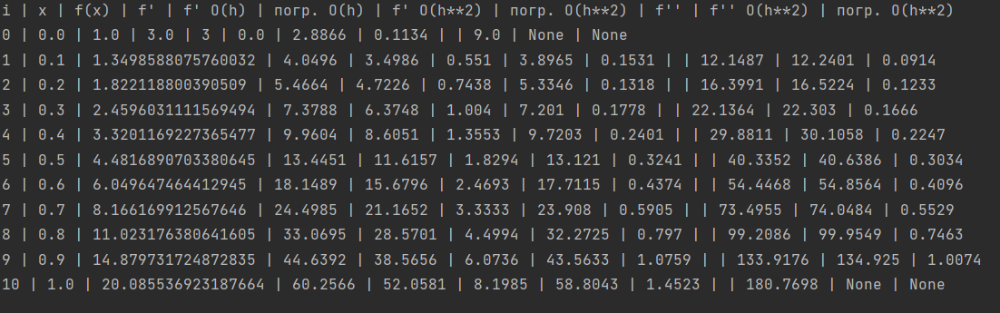 i | x | f(x) | f' | f' O(h) | погр. O(h) | f' O(h**2) | погр. O(h**2) | f'' | f'' O(h**2) | погр. O(h**2)
0 | 0.0 | 1.0 | 3.0 | 3 | 0.0 | 2.8866 | 0.1134 | | 9.0 | None | None
1 | 0.1 | 1.3498588075760032 | 4.0496 | 3.4986 | 0.551 | 3.8965 | 0.1531 | | 12.1487 | 12.2401 | 0.0914
2 | 0.2 | 1.822118800390509 | 5.4664 | 4.7226 | 0.7438 | 5.3346 | 0.1318 | | 16.3991 | 16.5224 | 0.1233
3 | 0.3 | 2.4596031111569494 | 7.3788 | 6.3748 | 1.004 | 7.201 | 0.1778 | | 22.1364 | 22.303 | 0.1666
4 | 0.4 | 3.3201169227365477 | 9.9604 | 8.6051 | 1.3553 | 9.7203 | 0.2401 | | 29.8811 | 30.1058 | 0.2247
5 | 0.5 | 4.4816890703380645 | 13.4451 | 11.6157 | 1.8294 | 13.121 | 0.3241 | | 40.3352 | 40.6386 | 0.3034
6 | 0.6 | 6.049647464412945 | 18.1489 | 15.6796 | 2.4693 | 17.7115 | 0.4374 | | 54.4468 | 54.8564 | 0.4096
7 | 0.7 | 8.166169912567646 | 24.4985 | 21.1652 | 3.3333 | 23.908 | 0.5905 | | 73.4955 | 74.0484 | 0.5529
8 | 0.8 | 11.023176380641605 | 33.0695 | 28.5701 | 4.4994 | 32.2725 | 0.797 | | 99.2086 | 99.9549 | 0.7463
9 | 0.9 | 14.879731724872835 | 44.6392 | 38.5656 | 6.0736 | 43.5633 | 1.0759 | | 133.9176 | 134.925 | 1.0074
10 | 1.0 | 20.085536923187664 | 60.2566 | 52.0581 | 8.1985 | 58.8043 | 1.4523 | | 180.7698 | None | None